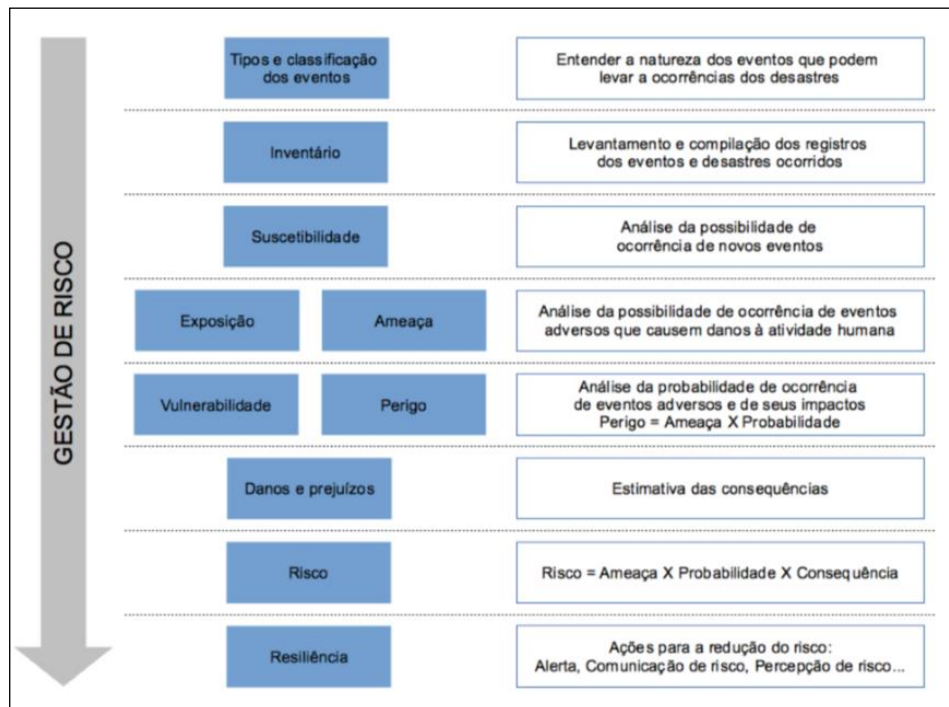 GESTÃO DE RISCO
Tipos e classificação
dos eventos
Entender a natureza dos eventos que podem
levar a ocorrências dos desastres
Inventário
Levantamento e compilação dos registros
dos eventos e desastres ocorridos
Suscetibilidade
Análise da possibilidade de
ocorrência de novos eventos
Exposição
Ameaça
Análise da possibilidade de ocorrência de eventos
adversos que causem danos à atividade humana
Vulnerabilidade
Perigo
Análise da probabilidade de ocorrência
de eventos adversos e de seus impactos
Perigo = Ameaça X Probabilidade
Danos e prejuízos
Estimativa das consequências
Risco
Risco = Ameaça X Probabilidade X Consequência
Resiliência
Ações para a redução do risco:
Alerta, Comunicação de risco, Percepção de risco...